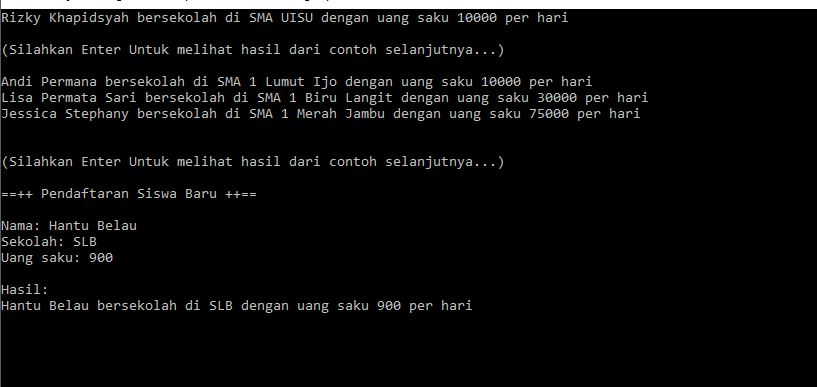 Rizky Khapidsyah bersekolah di SMA UISU dengan uang saku 10000 per hari
(Silahkan Enter Untuk melihat hasil dari contoh selanjutnya...)
Andi Permana bersekolah di SMA 1 Lumut Ijo dengan uang saku 10000 per hari
Lisa Permata Sari bersekolah di SMA 1 Biru Langit dengan uang saku 30000 per hari
Jessica Stephany bersekolah di SMA 1 Merah Jambu dengan uang saku 75000 per hari
(Silahkan Enter Untuk melihat hasil dari contoh selanjutnya...)
==++ Pendaftaran Siswa Baru ++==
Nama: Hantu Belau
Sekolah: SLB
Uang saku: 900
Hasil:
Hantu Belau bersekolah di SLB dengan uang saku 900 per hari